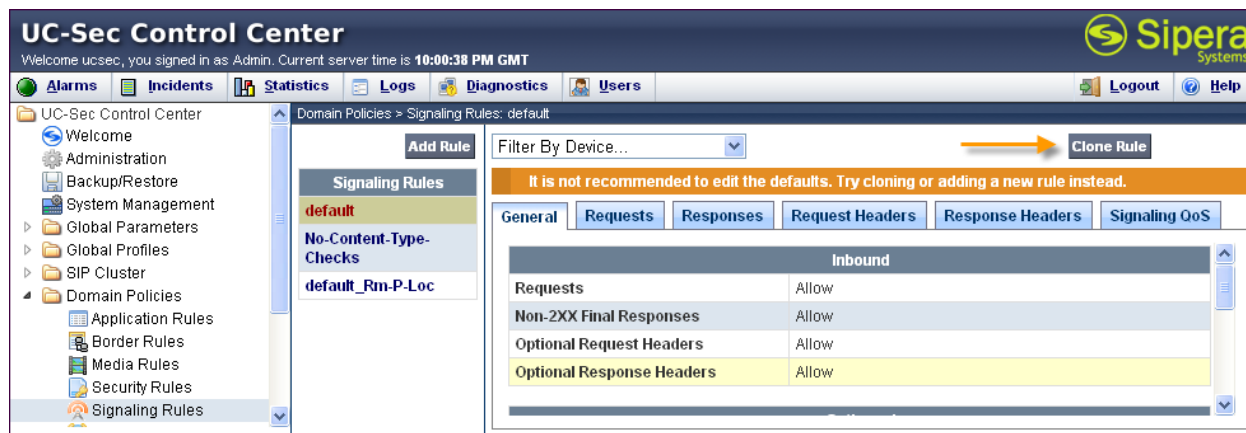 UC-Sec Control Center
Welcome ucsec, you signed in as Admin. Current server time is 10:00:38 PM GMT
Sipera
Systems
Alarms Incidents Statistics Logs Diagnostics Users Logout Help
UC-Sec Control Center
Welcome
Administration
Backup/Restore
System Management
Global Parameters
Global Profiles
SIP Cluster
Domain Policies
Application Rules
Border Rules
Media Rules
Security Rules
Signaling Rules
Domain Policies > Signaling Rules: default
Add Rule
Signaling Rules
default
No-Content-Type-
Checks
default_Rm-P-Loc
Filter By Device...
Clone Rule
It is not recommended to edit the defaults. Try cloning or adding a new rule instead.
General Requests Responses Request Headers Response Headers Signaling QoS
Inbound
Requests Allow
Non-2XX Final Responses Allow
Optional Request Headers Allow
Optional Response Headers Allow